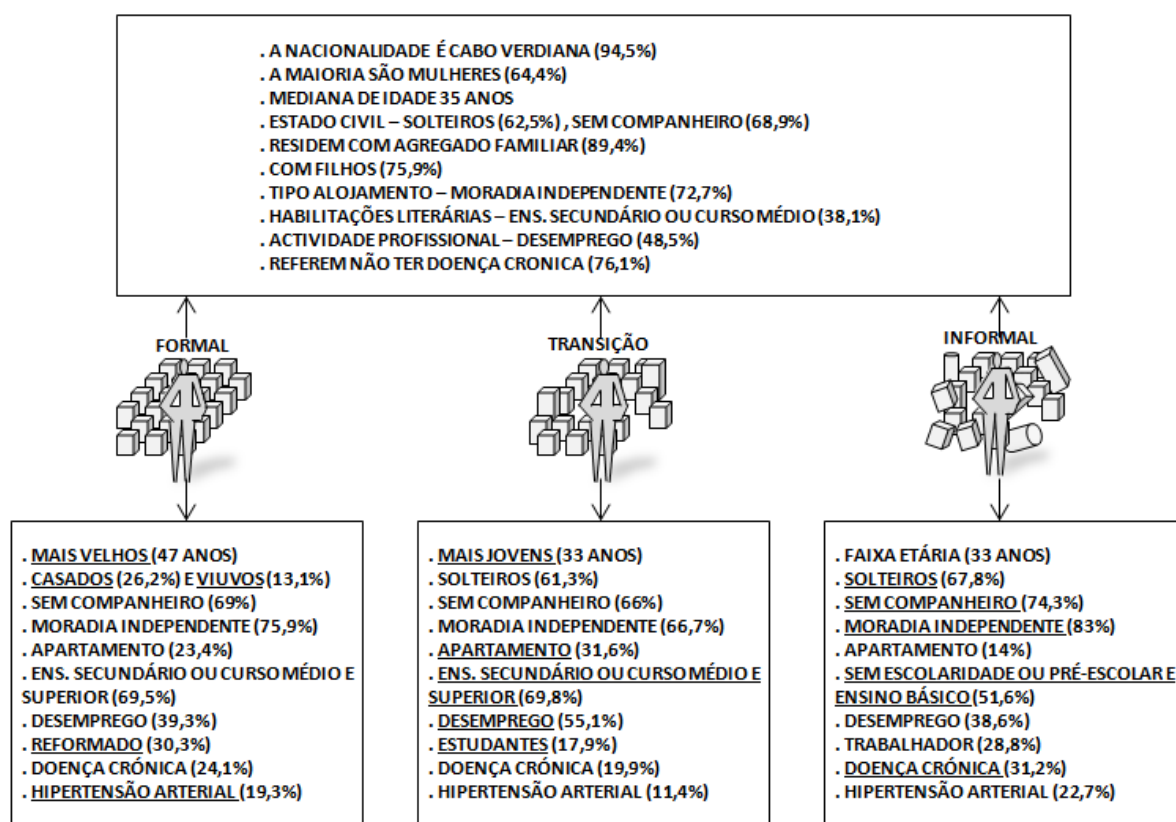 . A NACIONALIDADE É CABO VERDIANA (94,5%)
. A MAIORIA SÃO MULHERES (64,4%)
. MEDIANA DE IDADE 35 ANOS
. ESTADO CIVIL – SOLTEIROS (62,5%) , SEM COMPANHEIRO (68,9%)
. RESIDEM COM AGREGADO FAMILIAR (89,4%)
. COM FILHOS (75,9%)
. TIPO ALOJAMENTO – MORADIA INDEPENDENTE (72,7%)
. HABILITAÇÕES LITERÁRIAS – ENS. SECUNDÁRIO OU CURSO MÉDIO (38,1%)
. ACTIVIDADE PROFISSIONAL – DESEMPREGO (48,5%)
. REFEREM NÃO TER DOENÇA CRONICA (76,1%)
FORMAL
TRANSIÇÃO
INFORMAL
. MAIS VELHOS (47 ANOS)
. CASADOS (26,2%) E VIUVOS (13,1%)
. SEM COMPANHEIRO (69%)
. MORADIA INDEPENDENTE (75,9%)
. APARTAMENTO (23,4%)
. ENS. SECUNDÁRIO OU CURSO MÉDIO E
SUPERIOR (69,5%)
. DESEMPREGO (39,3%)
. REFORMADO (30,3%)
. DOENÇA CRÓNICA (24,1%)
. HIPERTENSÃO ARTERIAL (19,3%)
. MAIS JOVENS (33 ANOS)
. SOLTEIROS (61,3%)
. SEM COMPANHEIRO (66%)
. MORADIA INDEPENDENTE (66,7%)
. APARTAMENTO (31,6%)
. ENS. SECUNDÁRIO OU CURSO MÉDIO E
SUPERIOR (69,8%)
. DESEMPREGO (55,1%)
. ESTUDANTES (17,9%)
. DOENÇA CRÓNICA (19,9%)
. HIPERTENSÃO ARTERIAL (11,4%)
. FAIXA ETÁRIA (33 ANOS)
. SOLTEIROS (67,8%)
. SEM COMPANHEIRO (74,3%)
. MORADIA INDEPENDENTE (83%)
. APARTAMENTO (14%)
. SEM ESCOLARIDADE OU PRÉ-ESCOLAR E
ENSINO BÁSICO (51,6%)
. DESEMPREGO (38,6%)
. TRABALHADOR (28,8%)
. DOENÇA CRÓNICA (31,2%)
. HIPERTENSÃO ARTERIAL (22,7%)